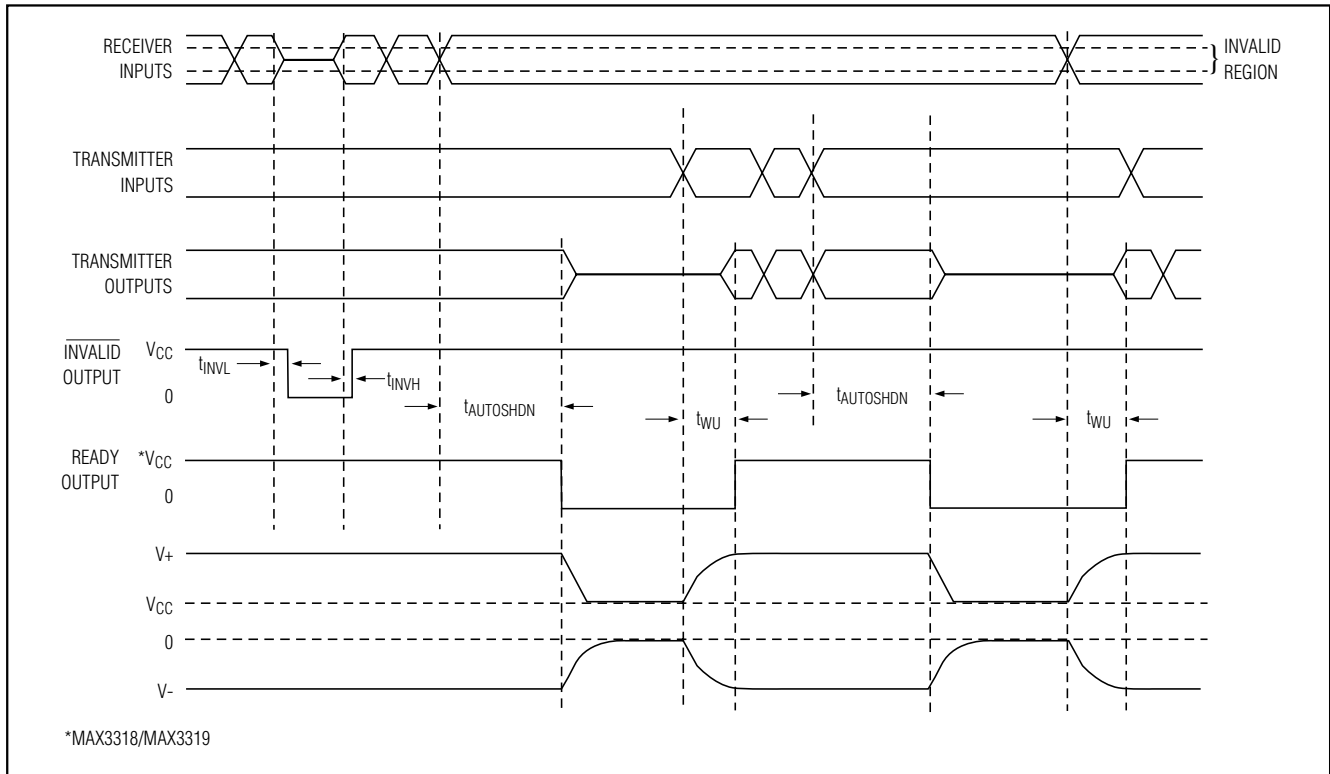 RECEIVER
INPUTS
} INVALID
REGION
TRANSMITTER
INPUTS
TRANSMITTER
OUTPUTS
INVALID
OUTPUT
VCC
0
tINVL
tINVH
tAUTOSHDN
tWU
tAUTOSHDN
tWU
READY
OUTPUT
*VCC
0
V+
VCC
0
V-
*MAX3318/MAX3319